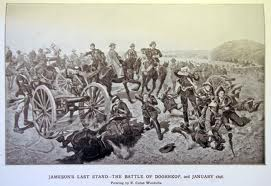 JAMESON'S LAST STAND—THE BATTLE OF DOORNKOP, 2nd JANUARY 1896.
Painting by R. Caton Woodville